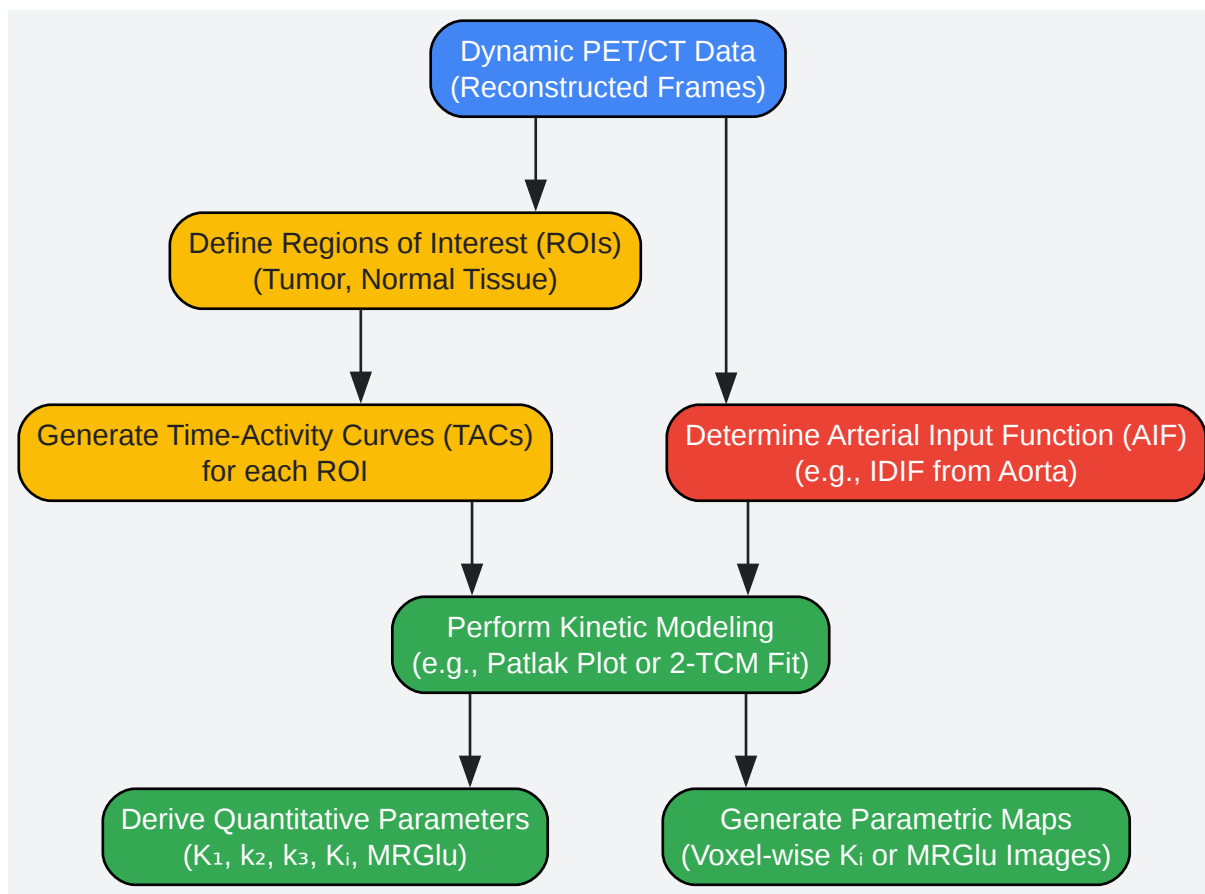 Dynamic PET/CT Data
(Reconstructed Frames)
Define Regions of Interest (ROIs)
(Tumor, Normal Tissue)
Generate Time-Activity Curves (TACs)
for each ROI
Determine Arterial Input Function (AIF)
(e.g., IDIF from Aorta)
Perform Kinetic Modeling
(e.g., Patlak Plot or 2-TCM Fit)
Derive Quantitative Parameters
(K₁, k₂, k₃, Kᵢ, MRGlu)
Generate Parametric Maps
(Voxel-wise Kᵢ or MRGlu Images)